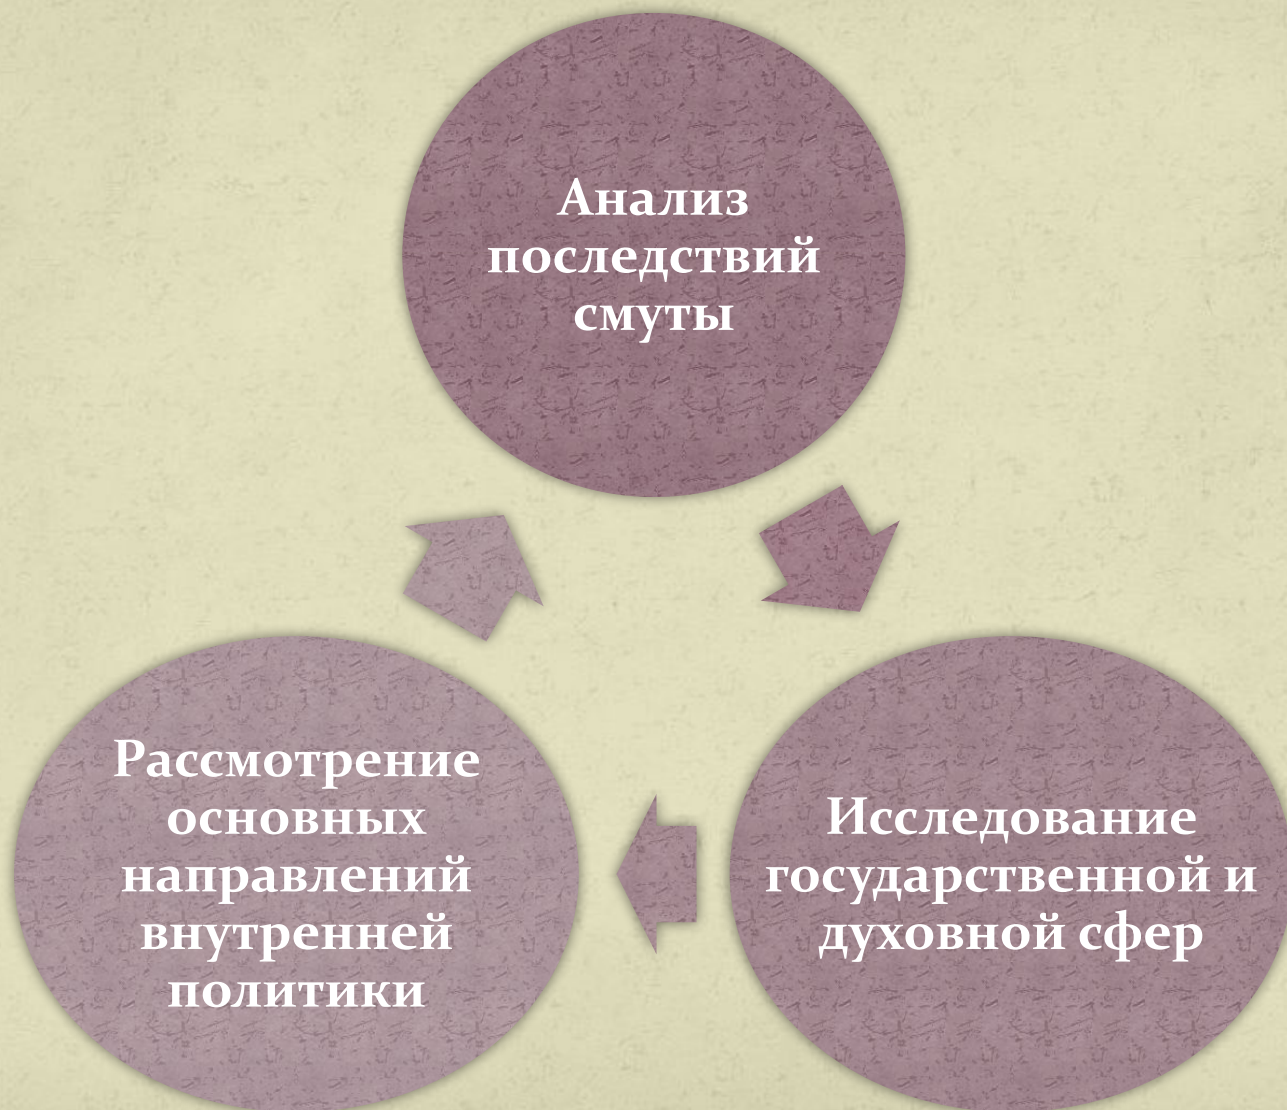 Анализ
последствий
смуты
Исследование
государственной и
духовной сфер
Рассмотрение
основных
направлений
внутренней
политики